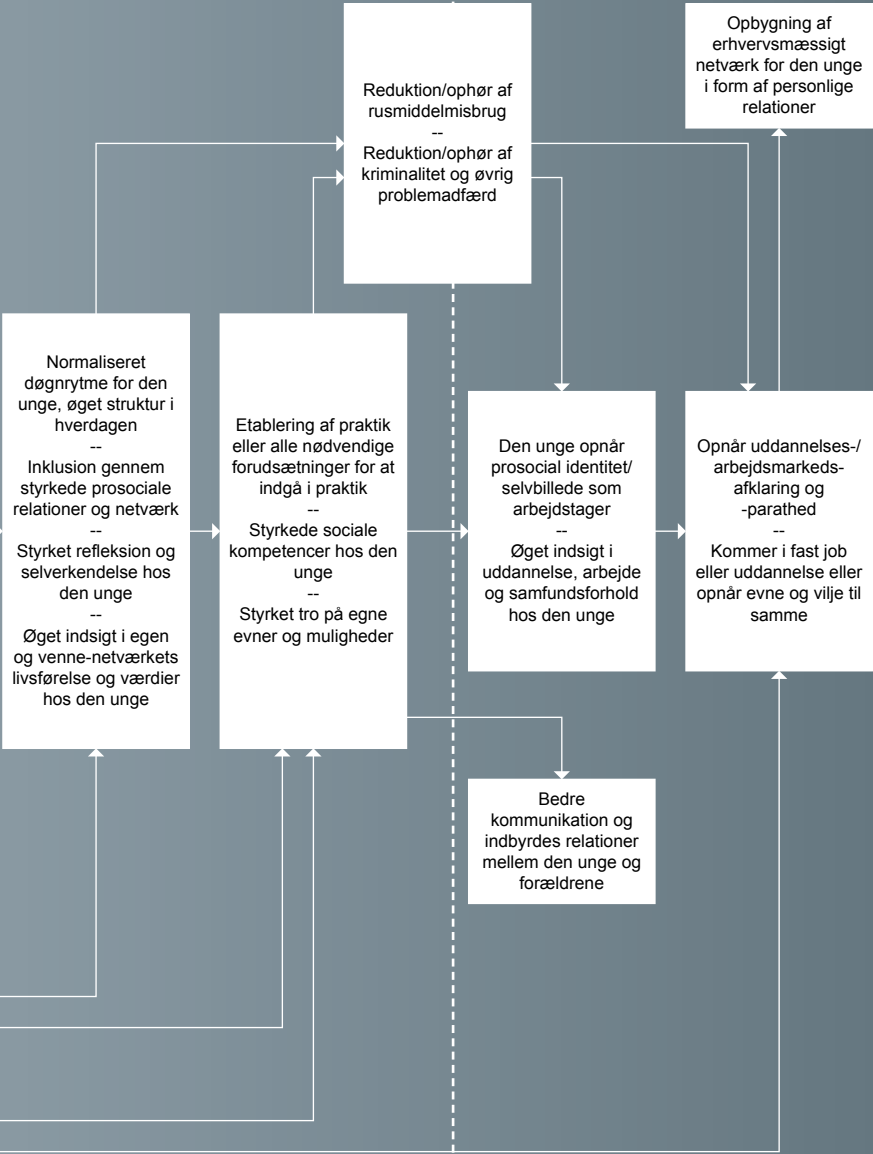 Reduktion/ophør af
rusmiddelmisbrug
--
Reduktion/ophør af
kriminalitet og øvrig
problemadfærd
Opbygning af
erhvervsmæssigt
netværk for den unge
i form af personlige
relationer
Normaliseret
døgnrytme for den
unge, øget struktur i
hverdagen
--
Inklusion gennem
styrkede prosociale
relationer og netværk
--
Styrket refleksion og
selverkendelse hos
den unge
--
Øget indsigt i egen
og venne-netværkets
livsførelse og værdier
hos den unge
Etablering af praktik
eller alle nødvendige
forudsætninger for at
indgå i praktik
--
Styrkede sociale
kompetencer hos den
unge
--
Styrket tro på egne
evner og muligheder
Den unge opnår
prosocial identitet/
selvbillede som
arbejdstager
--
Øget indsigt i
uddannelse, arbejde
og samfundsforhold
hos den unge
Opnår uddannelses-/
arbejdsmarkeds-
afklaring og
-parathed
--
Kommer i fast job
eller uddannelse eller
opnår evne og vilje til
samme
Bedre
kommunikation og
indbyrdes relationer
mellem den unge og
forældrene